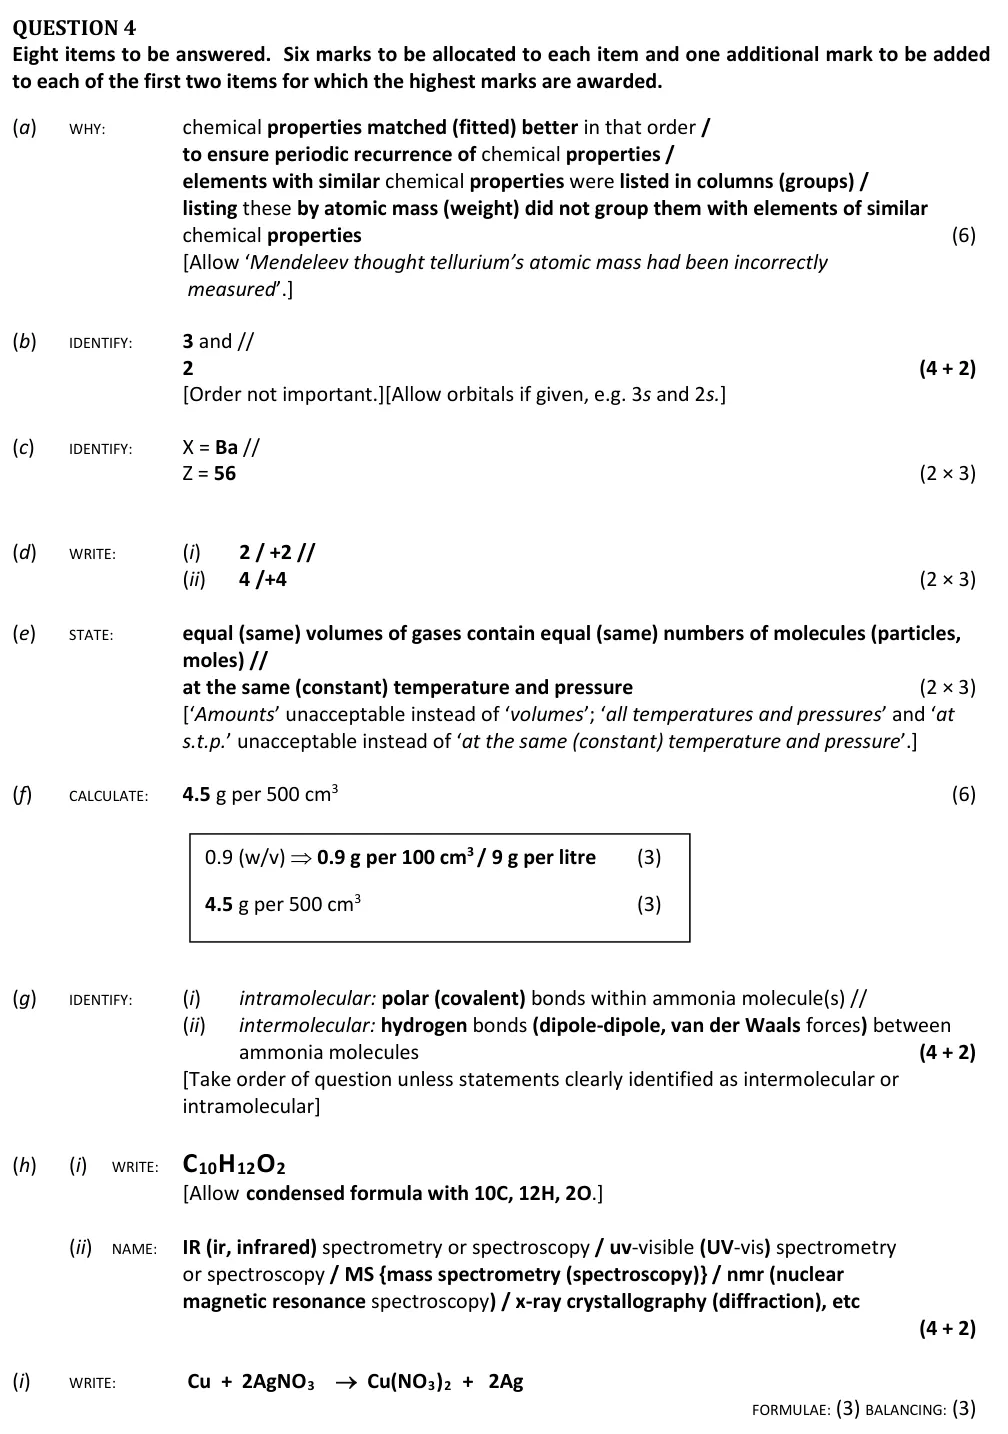 QUESTION 4
Eight items to be answered. Six marks to be allocated to each item and one additional mark to be added
to each of the first two items for which the highest marks are awarded.
(a) WHY: chemical properties matched (fitted) better in that order /
to ensure periodic recurrence of chemical properties /
elements with similar chemical properties were listed in columns (groups) /
listing these by atomic mass (weight) did not group them with elements of similar
chemical properties (6)
[Allow ‘Mendeleev thought tellurium’s atomic mass had been incorrectly
measured’.]
(b) IDENTIFY: 3 and //
2 (4 + 2)
[Order not important.][Allow orbitals if given, e.g. 3s and 2s.]
(c) IDENTIFY: X = Ba //
Z = 56 (2 × 3)
(d) WRITE: (i) 2 / +2 //
(ii) 4 /+4 (2 × 3)
(e) STATE: equal (same) volumes of gases contain equal (same) numbers of molecules (particles,
moles) //
at the same (constant) temperature and pressure (2 × 3)
[‘Amounts’ unacceptable instead of ‘volumes’; ‘all temperatures and pressures’ and ‘at
s.t.p.’ unacceptable instead of ‘at the same (constant) temperature and pressure’.]
(f) CALCULATE: 4.5 g per 500 cm³ (6)
0.9 (w/v) ⇒ 0.9 g per 100 cm³ / 9 g per litre (3)
4.5 g per 500 cm³ (3)
(g) IDENTIFY: (i) intramolecular: polar (covalent) bonds within ammonia molecule(s) //
(ii) intermolecular: hydrogen bonds (dipole-dipole, van der Waals forces) between
ammonia molecules (4 + 2)
[Take order of question unless statements clearly identified as intermolecular or
intramolecular]
(h) (i) WRITE: C₁₀H₁₂O₂
[Allow condensed formula with 10C, 12H, 2O.]
(ii) NAME: IR (ir, infrared) spectrometry or spectroscopy / uv-visible (UV-vis) spectrometry
or spectroscopy / MS {mass spectrometry (spectroscopy)} / nmr (nuclear
magnetic resonance spectroscopy) / x-ray crystallography (diffraction), etc
(4 + 2)
(i) WRITE: Cu + 2AgNO₃ → Cu(NO₃)₂ + 2Ag
FORMULAE: (3) BALANCING: (3)